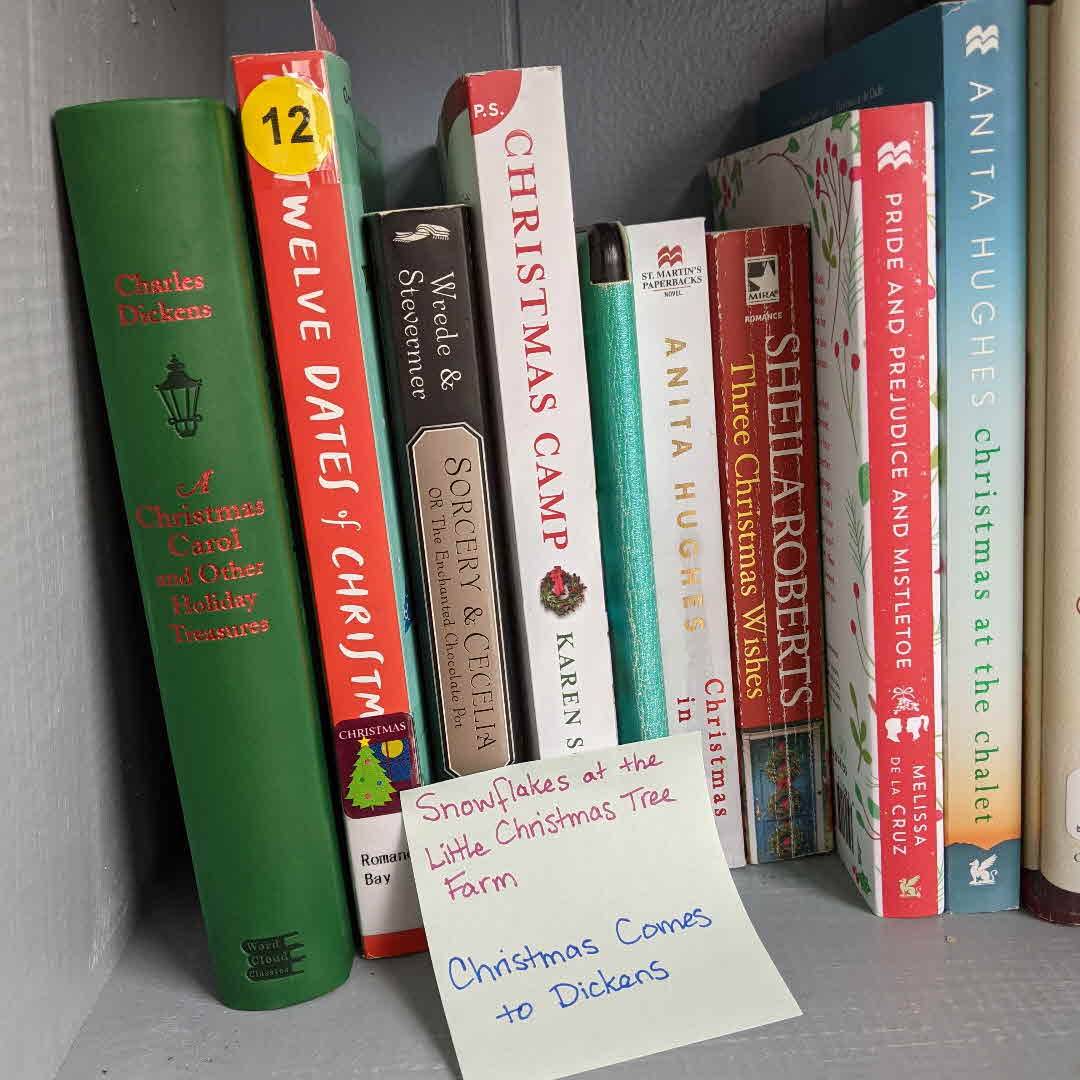 Charles
Dickens
A
Christmas
Carol
and Other
Holiday
Treasures
Word
Cloud
Classics
12
TWELVE DATES of CHRISTM
CHRISTMAS
Romanc
Bay
Wrede &
Stevermer
SORCERY & CECELIA
OR The Enchanted Chocolate Pot
P.S.
CHRISTMAS CAMP
KAREN S
ST. MARTIN'S
PAPERBACKS
NOVEL
ANITA HUGHES
Christmas
in
MIRA
ROMANCE
SHEILA ROBERTS
Three Christmas Wishes
PRIDE AND PREJUDICE AND MISTLETOE
MELISSA
DE LA CRUZ
ANITA HUGHES christmas at the chalet
Snowflakes at the
Little Christmas Tree
Farm
Christmas Comes
to Dickens